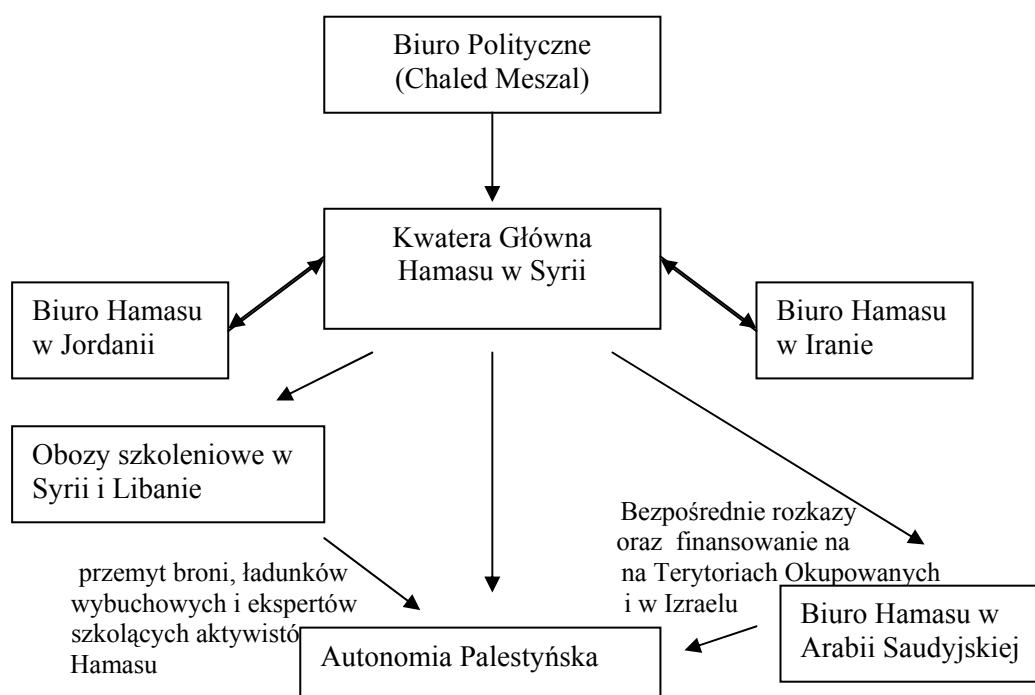 Biuro Polityczne
(Chaled Meszal)
Kwatera Główna
Hamasu w Syrii
Biuro Hamasu
w Jordanii
Biuro Hamasu
w Iranie
Obozy szkoleniowe w
Syrii i Libanie
Bezpośrednie rozkazy
oraz finansowanie na
na Terytoriach Okupowanych
i w Izraelu
przemyt broni, ładunków
wybuchowych i ekspertów
szkolących aktywistó
Hamasu
Autonomia Palestyńska
Biuro Hamasu w
Arabii Saudyjskiej